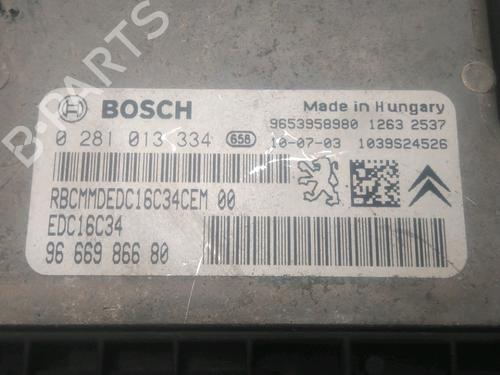 B-PARTS
BOSCH
Made in Hungary
9653958980 1263 2537
0 281 013 334 658
10-07-03 1039S24526
RBCMMDEDC16C34CEM 00
EDC16C34
96 669 866 80